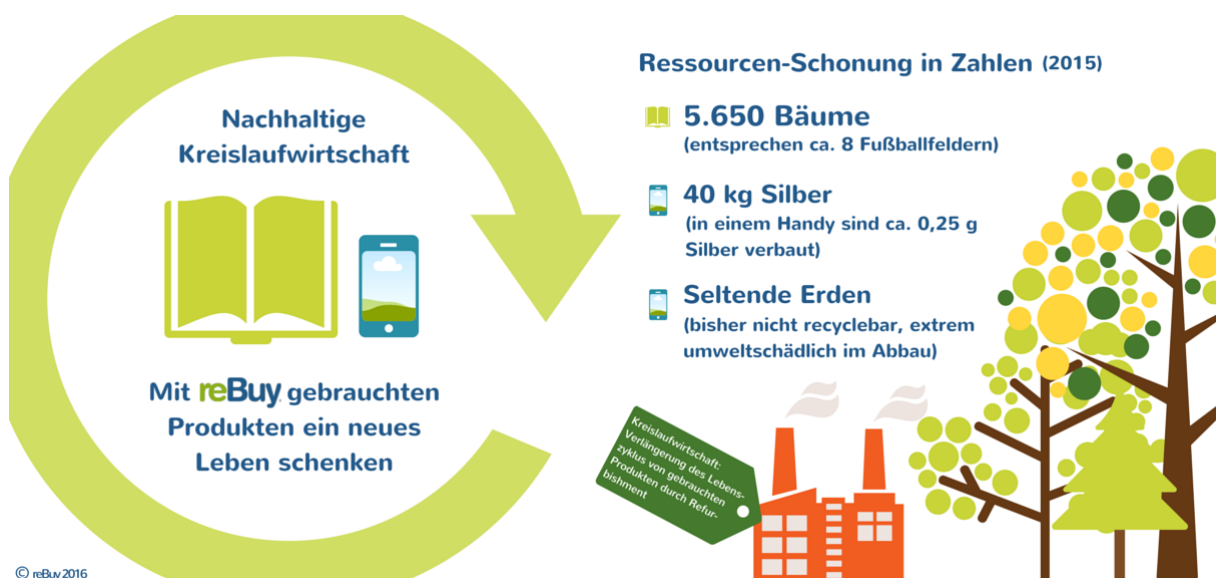 Nachhaltige
Kreislaufwirtschaft
Mit reBuy gebrauchten
Produkten ein neues
Leben schenken
Ressourcen-Schonung in Zahlen (2015)
5.650 Bäume
(entsprechen ca. 8 Fußballfeldern)
40 kg Silber
(in einem Handy sind ca. 0,25 g
Silber verbaut)
Seltende Erden
(bisher nicht recyclebar, extrem
umweltschädlich im Abbau)
Kreislaufwirtschaft:
Verlängerung des Lebens-
zyklus von gebrauchten
Produkten durch Refur-
bishment
© reBuy 2016